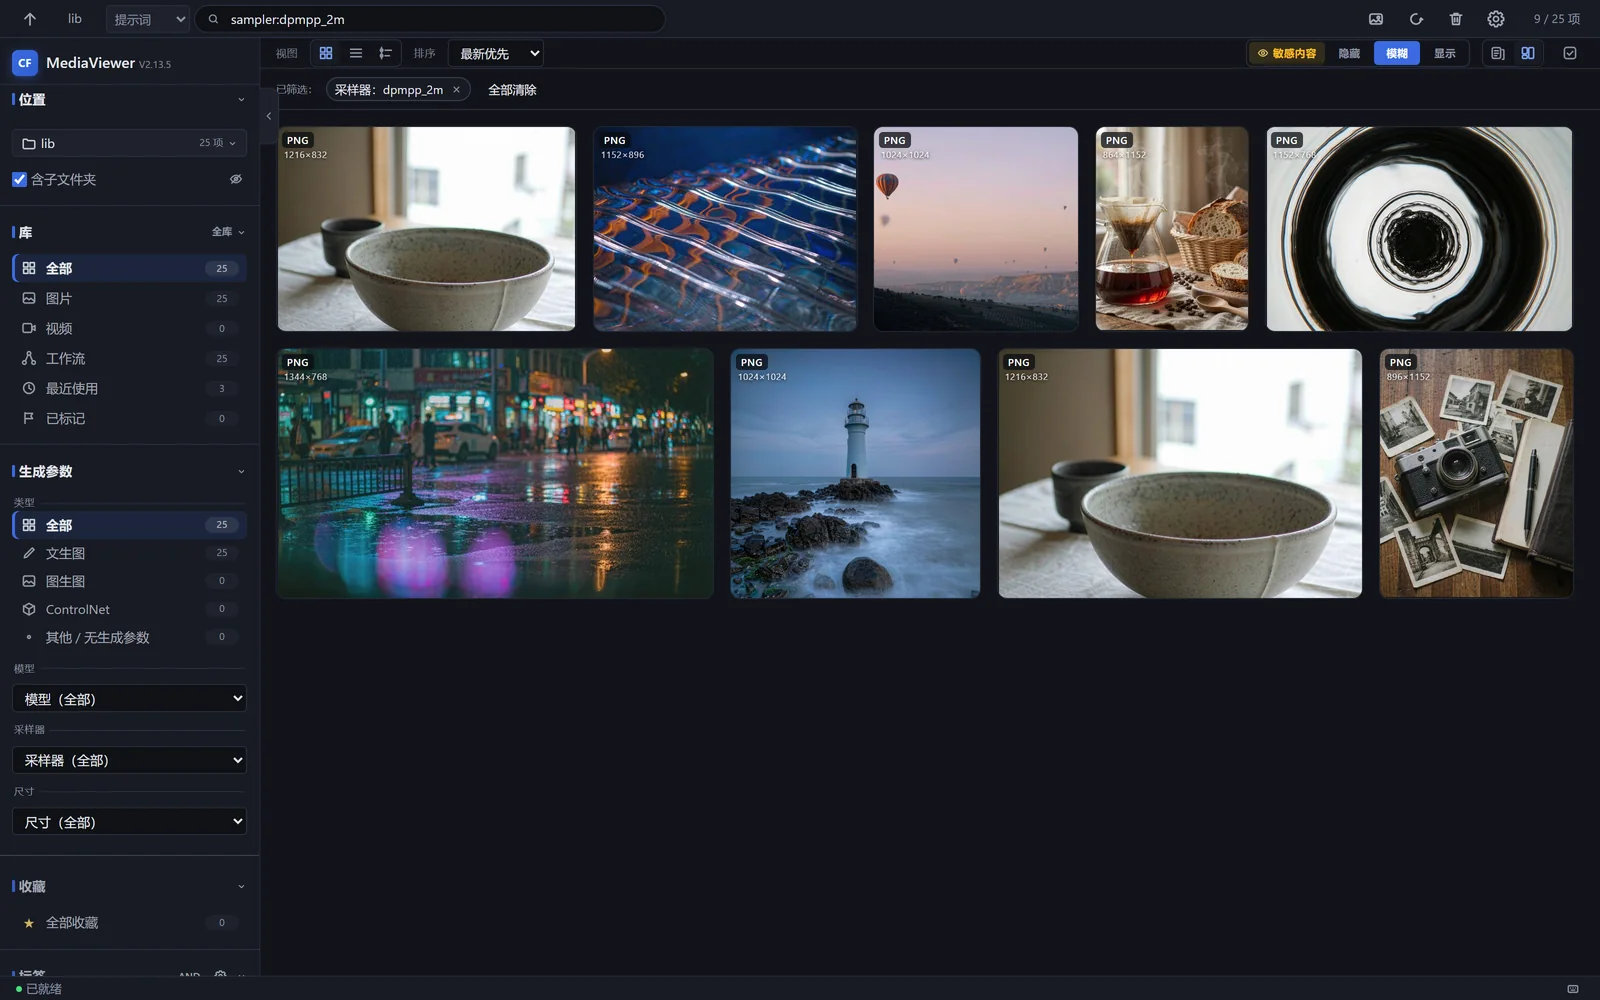 lib
提示词
sampler:dpmpp_2m
9 / 25 项
CF
MediaViewer V2.13.5
视图
排序
最新优先
敏感内容
隐藏
模糊
显示
已筛选:
采样器: dpmpp_2m ×
全部清除
位置
lib
25 项
含子文件夹
库
全库
全部
25
图片
25
视频
0
工作流
25
最近使用
3
已标记
0
生成参数
类型
全部
25
文生图
25
图生图
0
ControlNet
0
其他 / 无生成参数
0
模型
模型（全部）
采样器
采样器（全部）
尺寸
尺寸（全部）
收藏
全部收藏
0
标签
AND
PNG
1216×832
PNG
1152×896
PNG
1024×1024
PNG
864×1152
PNG
1152×768
PNG
1344×768
PNG
1024×1024
PNG
1216×832
PNG
896×1152
已就绪